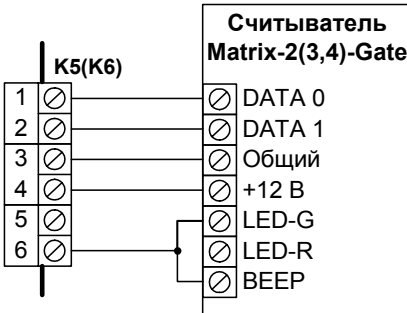 Считыватель
Matrix-2(3,4)-Gate
K5(K6)
1
DATA 0
2
DATA 1
3
Общий
4
+12 В
5
LED-G
6
LED-R
BEEP